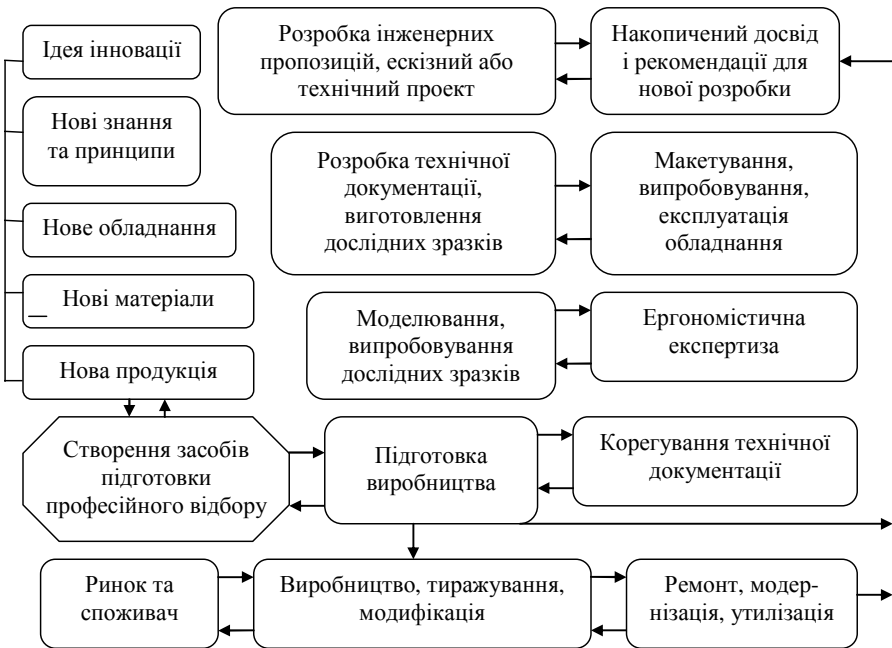 Ідея інновації
Нові знання
та принципи
Нове обладнання
Нові матеріали
Нова продукція
Розробка інженерних
пропозицій, ескізний або
технічний проект
Накопичений досвід
і рекомендації для
нової розробки
Розробка технічної
документації,
виготовлення
дослідних зразків
Макетування,
випробовування,
експлуатація
обладнання
Моделювання,
випробовування
дослідних зразків
Ергономістична
експертиза
Створення засобів
підготовки
професійного відбору
Підготовка
виробництва
Корегування технічної
документації
Ринок та
споживач
Виробництво, тиражування,
модифікація
Ремонт, модер-
нізація, утилізація